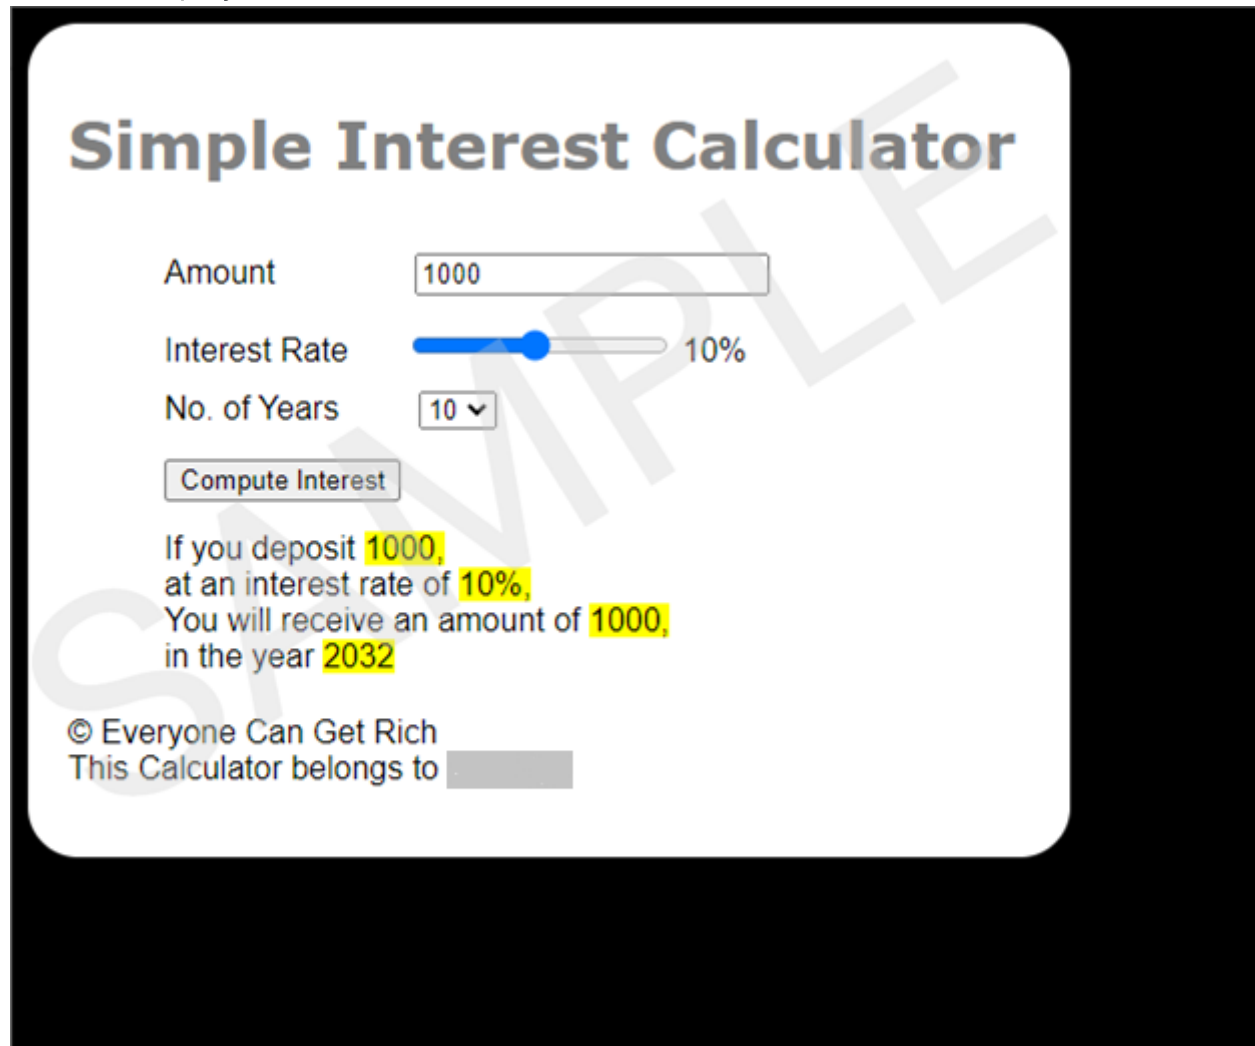 Simple Interest Calculator
Amount 1000
Interest Rate 10%
No. of Years 10
Compute Interest
If you deposit 1000,
at an interest rate of 10%,
You will receive an amount of 1000,
in the year 2032
© Everyone Can Get Rich
This Calculator belongs to
SAMPLE